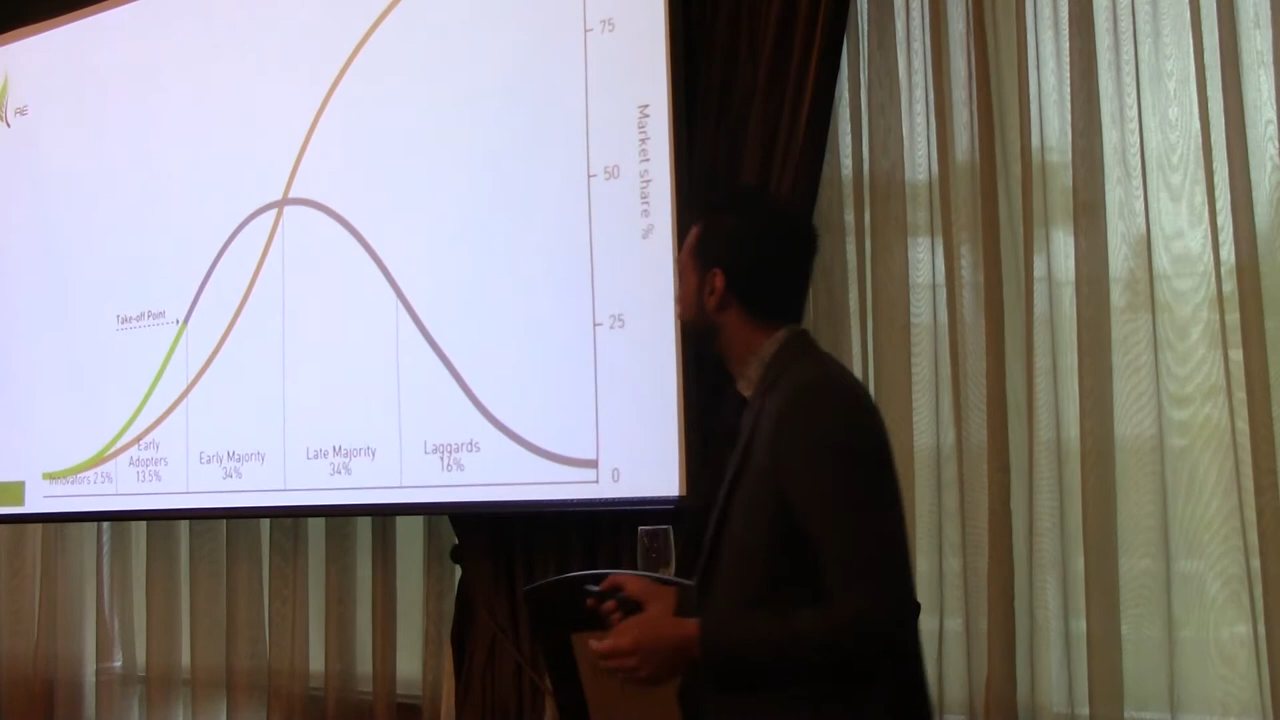 75
RE
Market share %
50
Take-off Point
25
Early
Adopters
13.5%
Early Majority
34%
Late Majority
34%
Laggards
16%
Innovators 2.5%
0